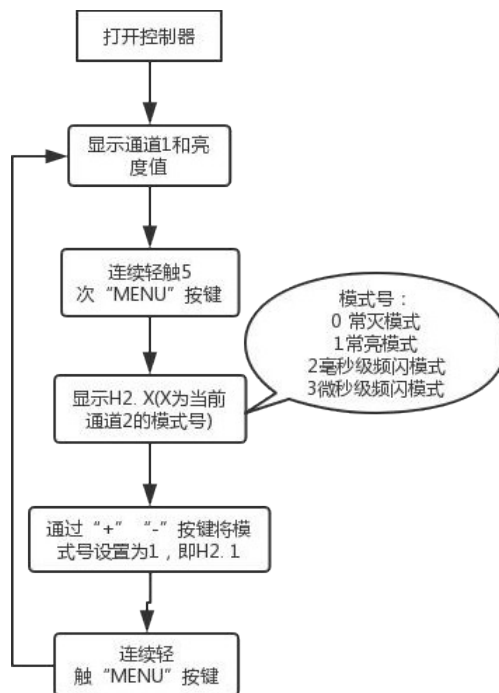 打开控制器
显示通道1和亮
度值
连续轻触5
次“MENU”按键
模式号：
0 常灭模式
1常亮模式
2毫秒级频闪模式
3微秒级频闪模式
显示H2. X(X为当前
通道2的模式号)
通过“+”“-”按键将模
式号设置为1，即H2. 1
连续轻
触“MENU”按键